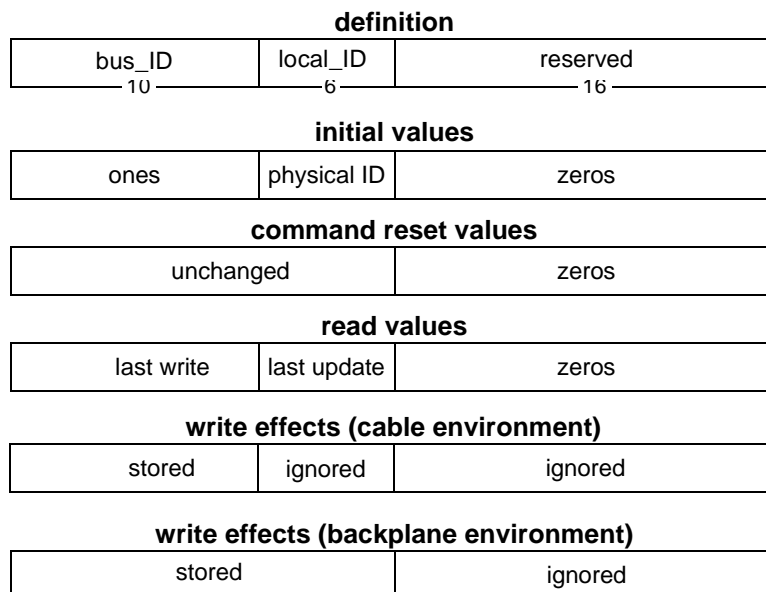 definition
bus_ID local_ID reserved
10 6 16
initial values
ones physical ID zeros
command reset values
unchanged zeros
read values
last write last update zeros
write effects (cable environment)
stored ignored ignored
write effects (backplane environment)
stored ignored